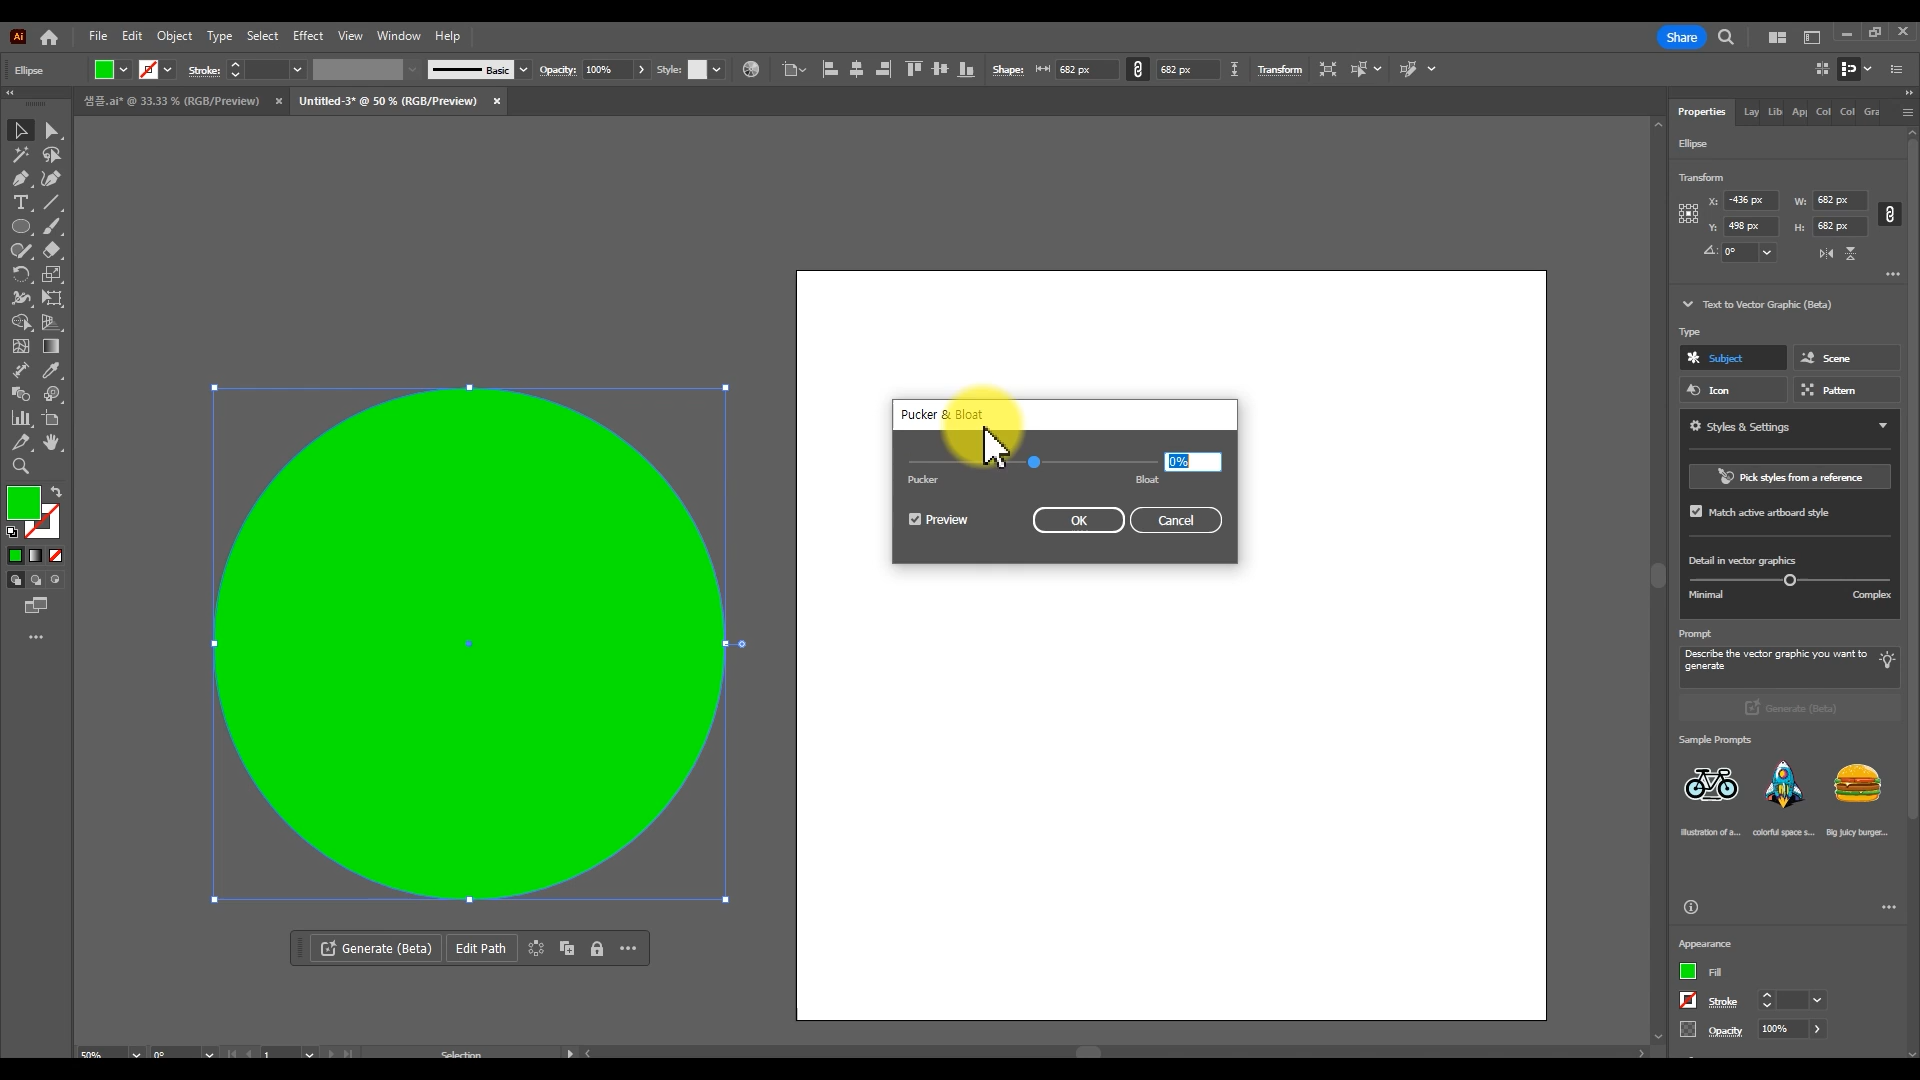 Ai
File Edit Object Type Select Effect View Window Help
Share
Ellipse
Stroke:
Basic
Opacity: 100%
Style:
Shape: 682 px 682 px
Transform
샘플.ai* @ 33.33 % (RGB/Preview) ×
Untitled-3* @ 50 % (RGB/Preview) ×
Properties Lay Lib Ap Col Col Gra
Ellipse
Transform
X: -436 px W: 682 px
Y: 498 px H: 682 px
0°
Text to Vector Graphic (Beta)
Type
Subject Scene
Icon Pattern
Styles & Settings
Pick styles from a reference
Match active artboard style
Detail in vector graphics
Minimal Complex
Prompt
Describe the vector graphic you want to
generate
Generate (Beta)
Sample Prompts
Illustration of a... colorful space s... Big juicy burger...
Appearance
Fill
Stroke
Opacity 100%
Pucker & Bloat
0%
Pucker Bloat
Preview OK Cancel
Generate (Beta) Edit Path
50% 0° 1 Selection